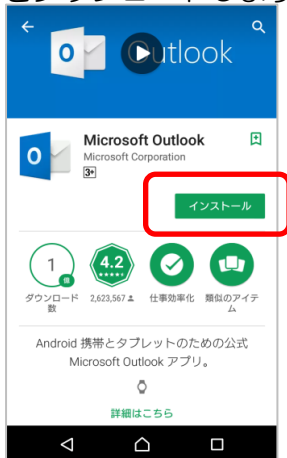 Outlook
Microsoft Outlook
Microsoft Corporation
3+
インストール
1
億
4.2
ダウンロード
数
2,623,567
仕事効率化
類似のアイテ
ム
Android 携帯とタブレットのための公式
Microsoft Outlook アプリ。
詳細はこちら